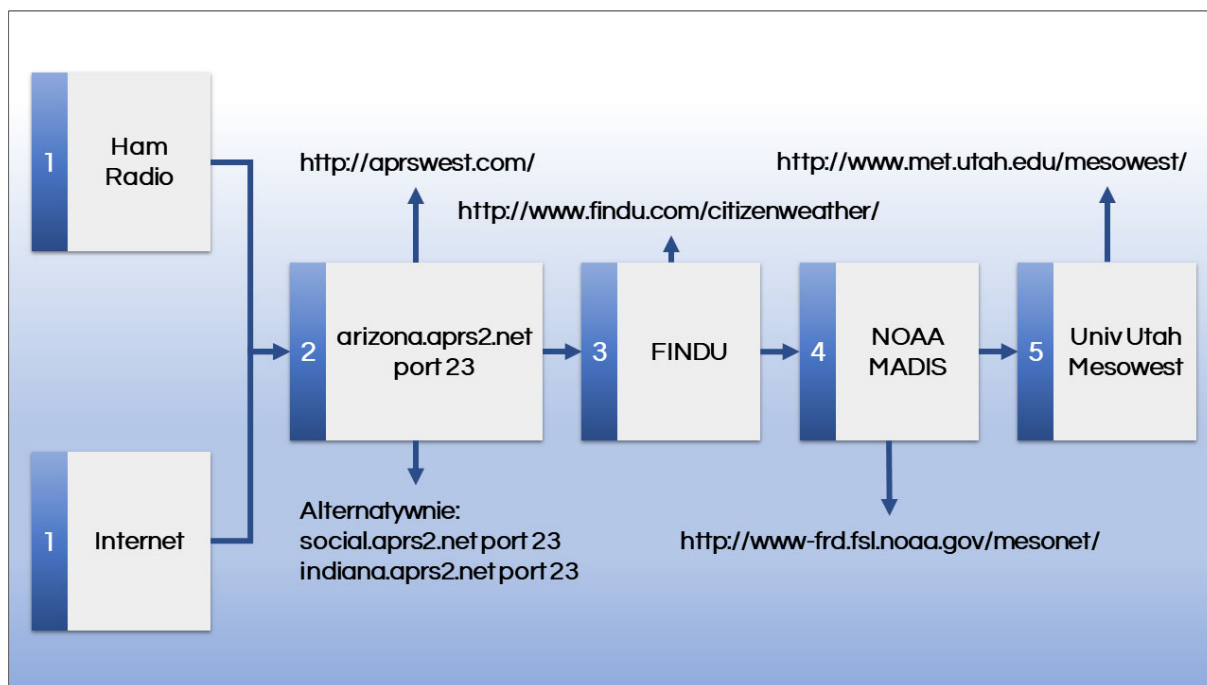 1
Ham
Radio
http://aprswest.com/
http://www.met.utah.edu/mesowest/
http://www.findu.com/citizenweather/
2
arizona.aprs2.net
port 23
3
FINDU
4
NOAA
MADIS
5
Univ Utah
Mesowest
1
Internet
Alternatywnie:
social.aprs2.net port 23
indiana.aprs2.net port 23
http://www-frd.fsl.noaa.gov/mesonet/